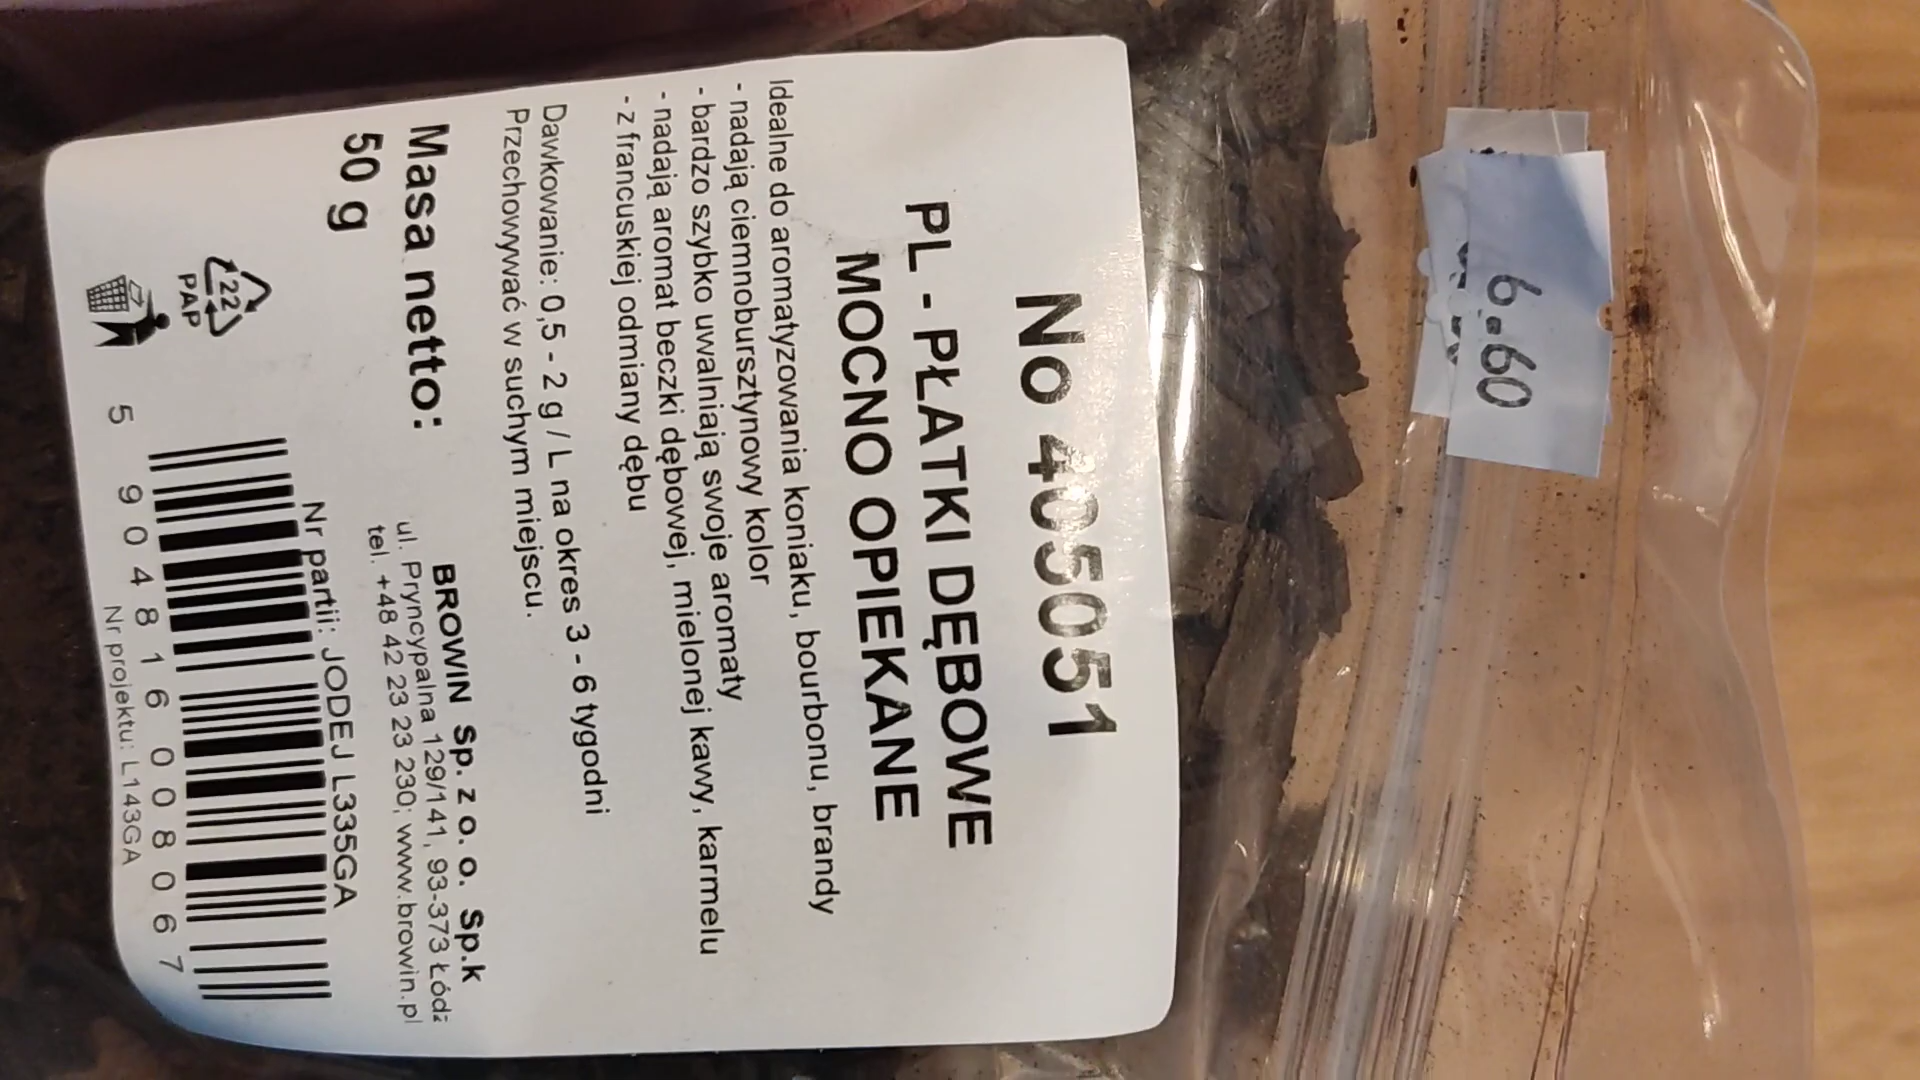 No 405051
PL - PŁATKI DĘBOWE
MOCNO OPIEKANE
Idealne do aromatyzowania koniaku, bourbonu, brandy
- nadają ciemnobursztynowy kolor
- bardzo szybko uwalniają swoje aromaty
- nadają aromat beczki dębowej, mielonej kawy, karmelu
- z francuskiej odmiany dębu
Dawkowanie: 0,5 - 2 g / L na okres 3 - 6 tygodni
Przechowywać w suchym miejscu.
Masa netto:
50 g
BROWIN Sp. z o. o. Sp.k
ul. Pryncypalna 129/141, 93-373 Łódź
tel. +48 42 23 23 230; www.browin.pl
Nr partii: JODEJ L335GA
22
PAP
5 904816 008067
Nr projektu: L143GA
6.60